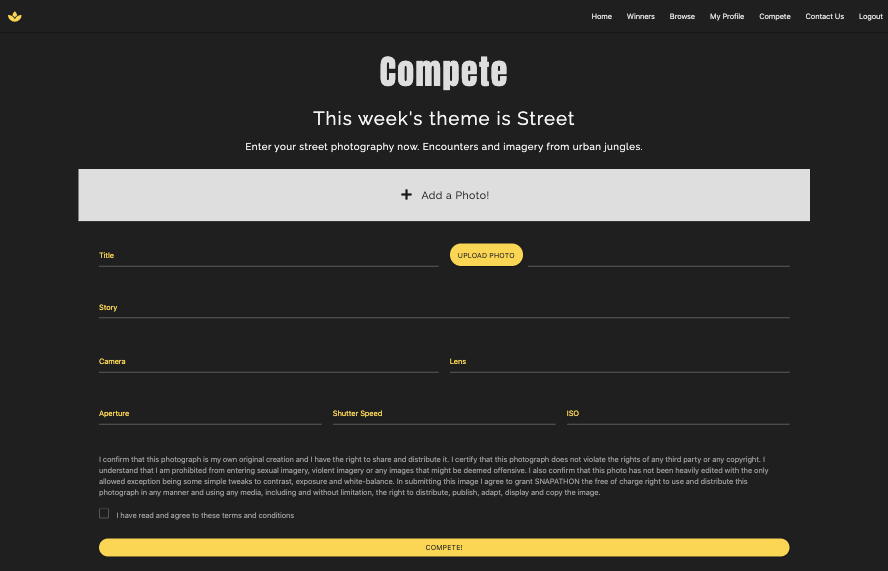 Home Winners Browse My Profile Compete Contact Us Logout
Compete
This week's theme is Street
Enter your street photography now. Encounters and imagery from urban jungles.
Add a Photo!
Title UPLOAD PHOTO
Story
Camera Lens
Aperture Shutter Speed ISO
I confirm that this photograph is my own original creation and I have the right to share and distribute it. I certify that this photograph does not violate the rights of any third party or any copyright. I
understand that I am prohibited from entering sexual imagery, violent imagery or any images that might be deemed offensive. I also confirm that this photo has not been heavily edited with the only
allowed exception being some simple tweaks to contrast, exposure and white-balance. In submitting this image I agree to grant SNAPATHON the free of charge right to use and distribute this
photograph in any manner and using any media, including and without limitation, the right to distribute, publish, adapt, display and copy the image.
I have read and agree to these terms and conditions
COMPETE!